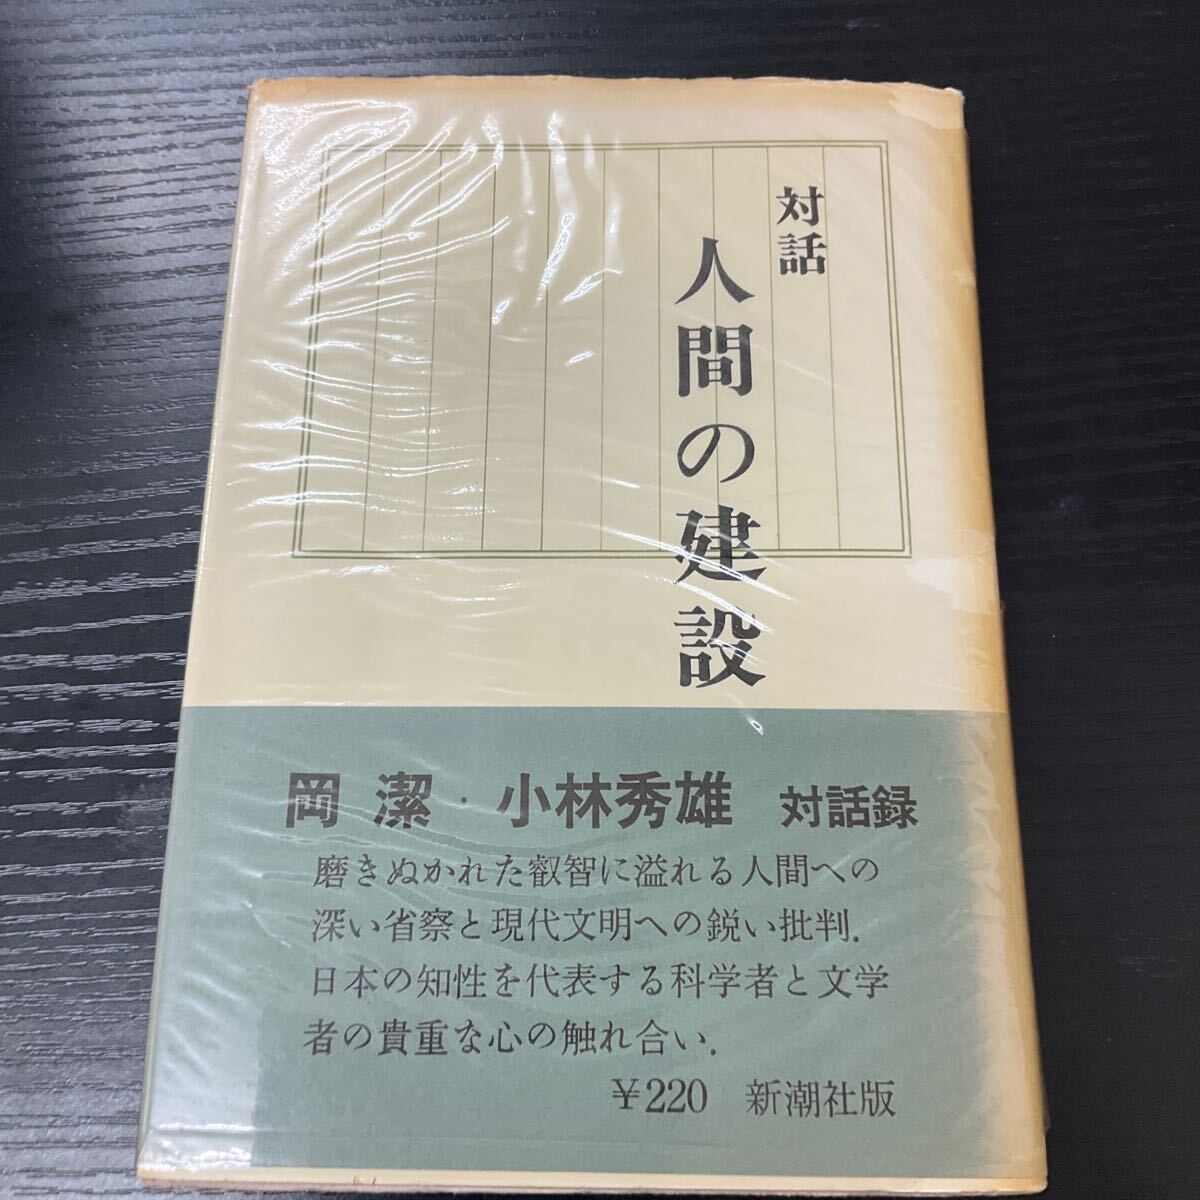 対話
人間の建設
岡 潔・小林秀雄 対話録
磨きぬかれた叡智に溢れる人間への
深い省察と現代文明への鋭い批判.
日本の知性を代表する科学者と文学
者の貴重な心の触れ合い.
¥220 新潮社版